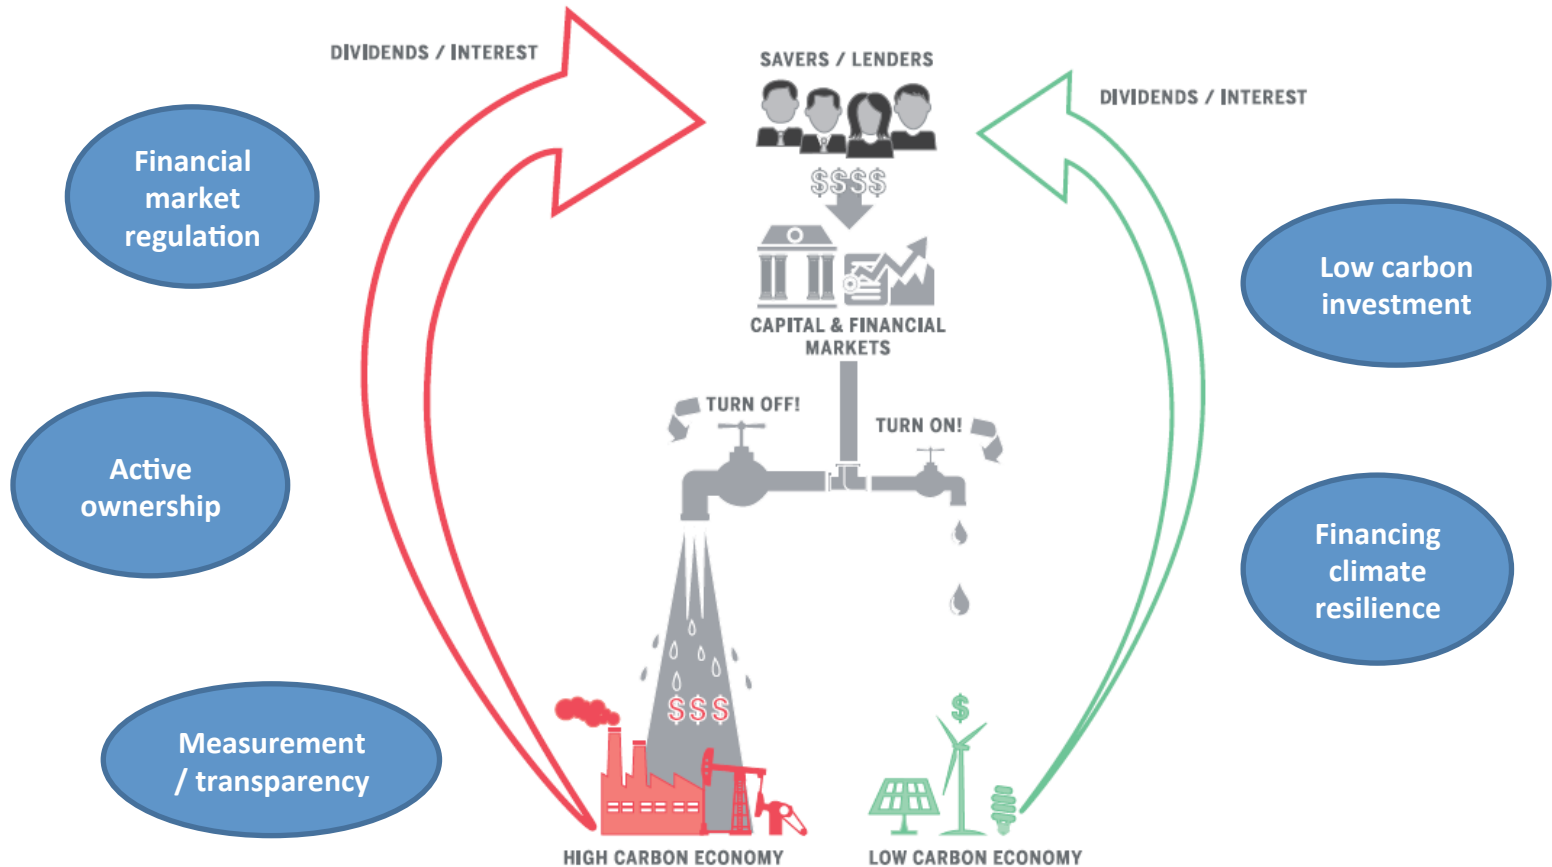 DIVIDENDS / INTEREST
SAVERS / LENDERS
DIVIDENDS / INTEREST
Financial
market
regulation
$$$$
Low carbon
investment
CAPITAL & FINANCIAL
MARKETS
TURN OFF!
TURN ON!
Active
ownership
Financing
climate
resilience
$$$
$
Measurement
/ transparency
HIGH CARBON ECONOMY
LOW CARBON ECONOMY